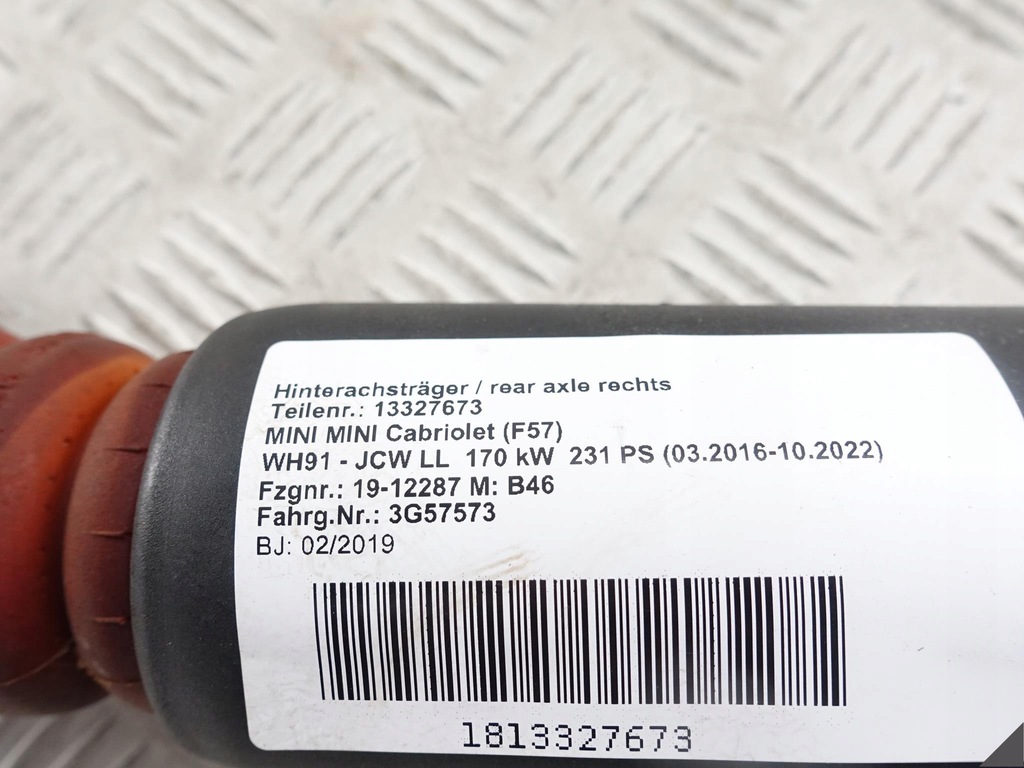 Hinterachsträger / rear axle rechts
Teilenr.: 13327673
MINI MINI Cabriolet (F57)
WH91 - JCW LL 170 kW 231 PS (03.2016-10.2022)
Fzgnr.: 19-12287 M: B46
Fahrg.Nr.: 3G57573
BJ: 02/2019
1813327673